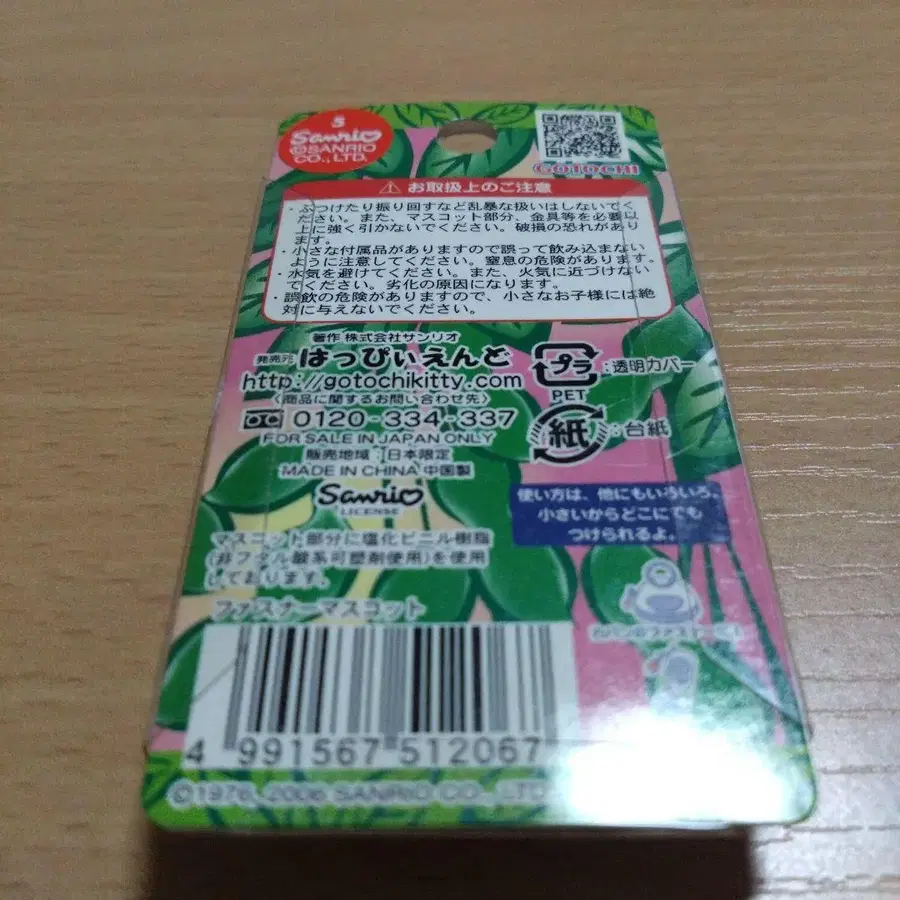 5
Sanrio
©SANRIO
CO., LTD.
GOTOCHI
⚠ お取扱上のご注意
・ぶつけたり振り回すなど乱暴な扱いはしないでく
ださい。また、マスコット部分、金具等を必要以
上に強く引かないでください。破損の恐れがあり
ます。
・小さな付属品がありますので誤って飲み込まない
ように注意してください。窒息の危険があります。
・水気を避けてください。また、火気に近づけない
でください。劣化の原因になります。
・誤飲の危険がありますので、小さなお子様には絶
対に与えないでください。
著作 株式会社サンリオ
発売元 はっぴぃえんど
http://gotochikitty.com
〈商品に関するお問い合わせ先〉
0120-334-337
FOR SALE IN JAPAN ONLY
販売地域:日本限定
MADE IN CHINA 中国製
Sanrio
LICENSE
プラ :透明カバー
PET
紙 :台紙
使い方は、他にもいろいろ。
小さいからどこにでも
つけられるよ。
マスコット部分に塩化ビニル樹脂
(非フタル酸系可塑剤使用)を使用
しております。
ファスナーマスコット
4 991567 512067
©1976, 2006 SANRIO CO., LTD